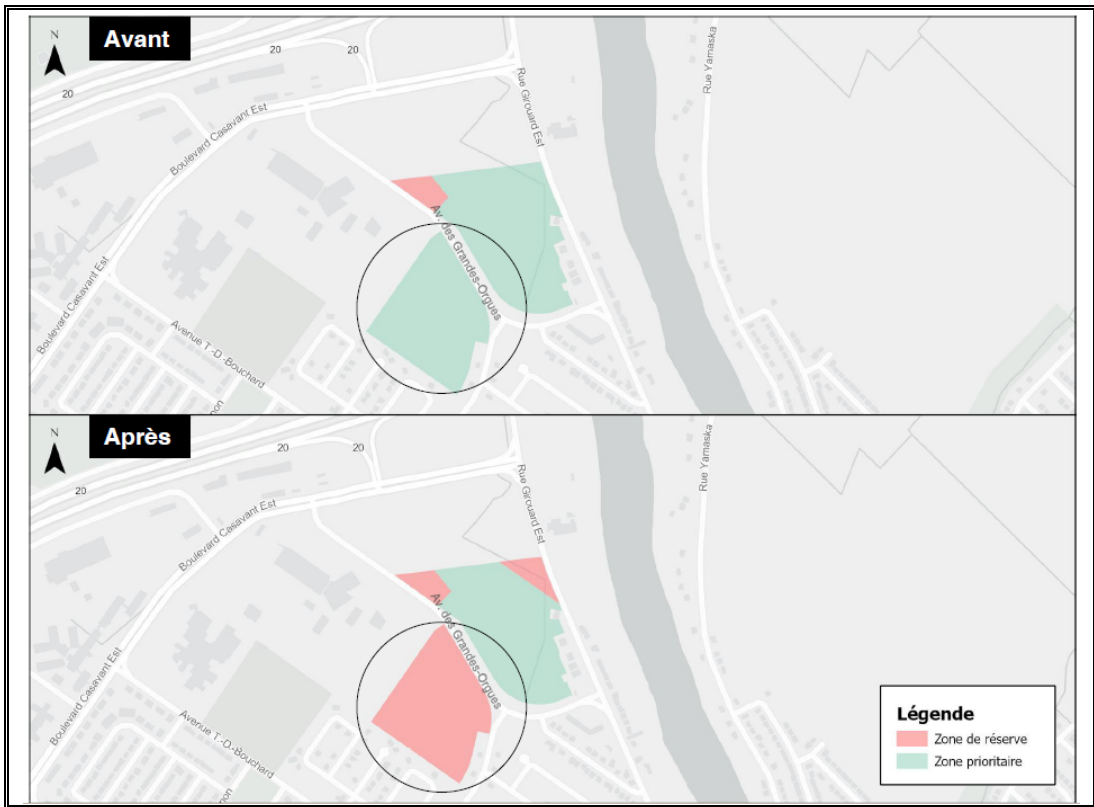 N
Avant
20
20
20
Boulevard Casavant Est
Rue Girouard Est
Rue Yamaska
Av. des Grandes-Orgues
Boulevard Casavant Est
Avenue T.-D.-Bouchard
non
N
Après
20
20
20
Boulevard Casavant Est
Rue Girouard Est
Rue Yamaska
Av. des Grandes-Orgues
Boulevard Casavant Est
Avenue T.-D.-Bouchard
non
Légende
Zone de réserve
Zone prioritaire